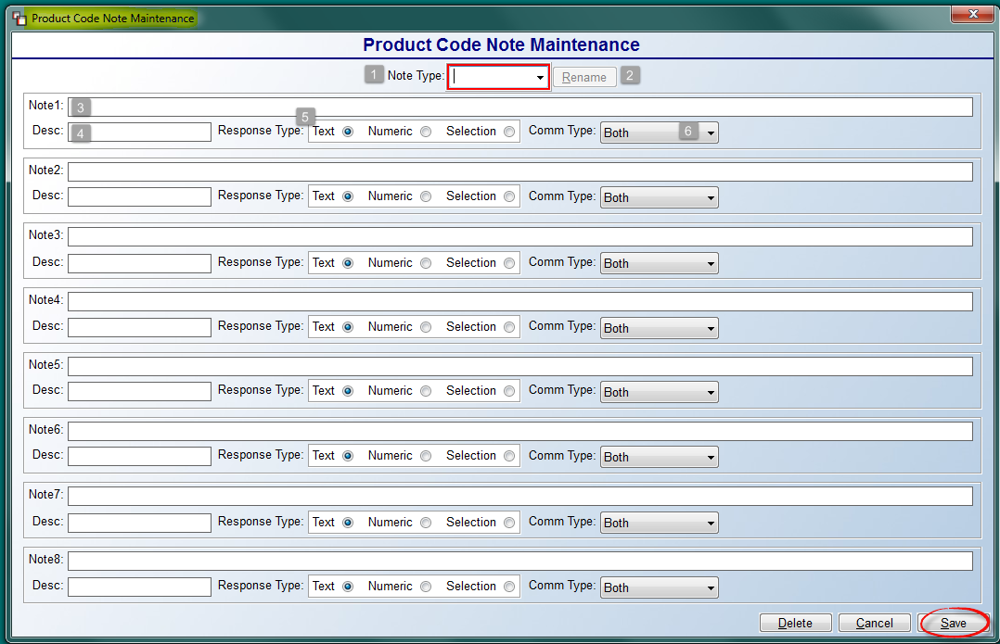 Product Code Note Maintenance
Product Code Note Maintenance
1 Note Type: Rename 2
Note1: 3
Desc: 4 Response Type: 5 Text Numeric Selection Comm Type: Both 6
Note2:
Desc: Response Type: Text Numeric Selection Comm Type: Both
Note3:
Desc: Response Type: Text Numeric Selection Comm Type: Both
Note4:
Desc: Response Type: Text Numeric Selection Comm Type: Both
Note5:
Desc: Response Type: Text Numeric Selection Comm Type: Both
Note6:
Desc: Response Type: Text Numeric Selection Comm Type: Both
Note7:
Desc: Response Type: Text Numeric Selection Comm Type: Both
Note8:
Desc: Response Type: Text Numeric Selection Comm Type: Both
Delete Cancel Save